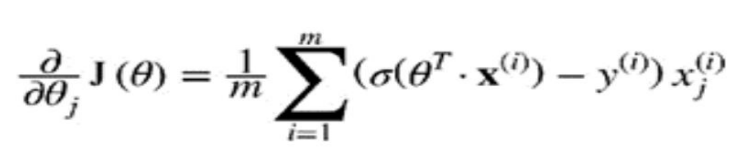 ∂/∂θ_j J(θ) = 1/m ∑_{i=1}^{m} (σ(θ^T · x^(i)) − y^(i)) x_j^(i)